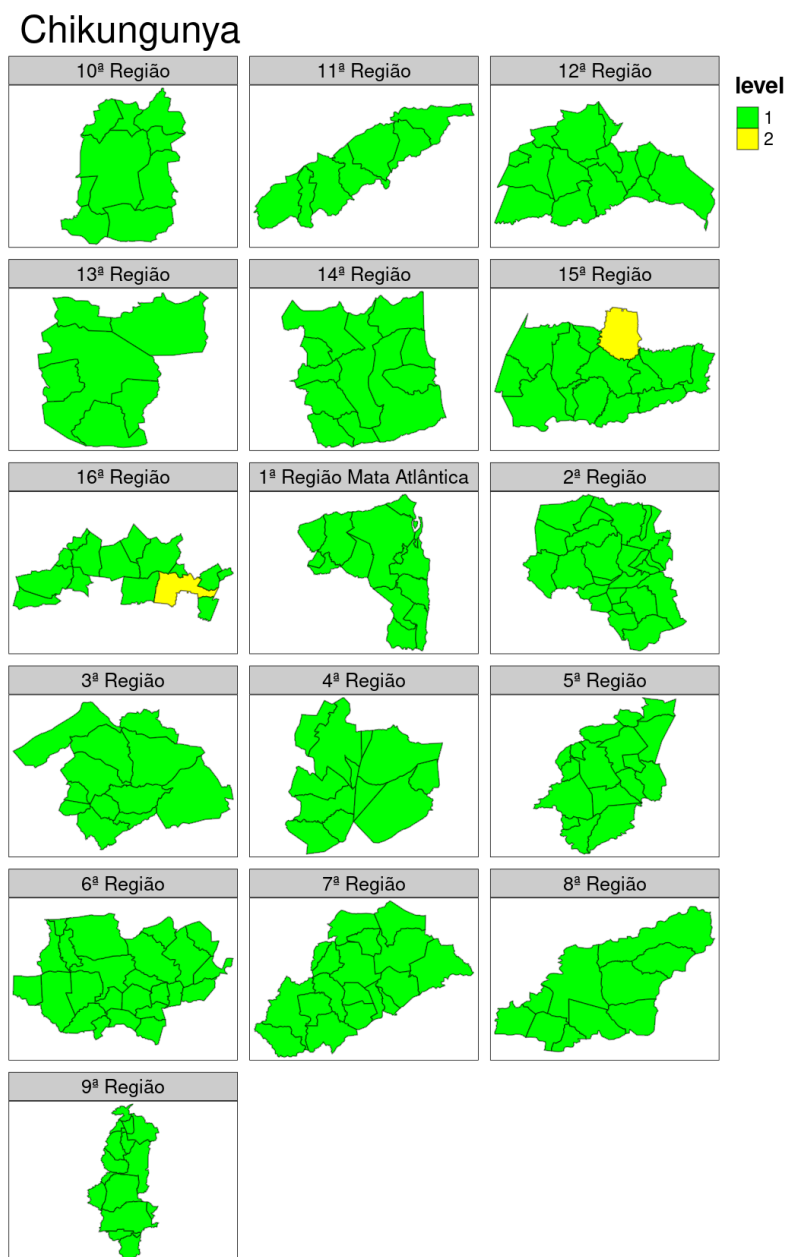 Chikungunya
10ª Região
11ª Região
12ª Região
level
1
2
13ª Região
14ª Região
15ª Região
16ª Região
1ª Região Mata Atlântica
2ª Região
3ª Região
4ª Região
5ª Região
6ª Região
7ª Região
8ª Região
9ª Região